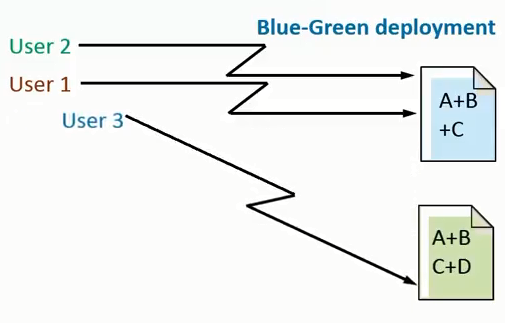 Blue-Green deployment
User 2
User 1
User 3
A+B
+C
A+B
C+D